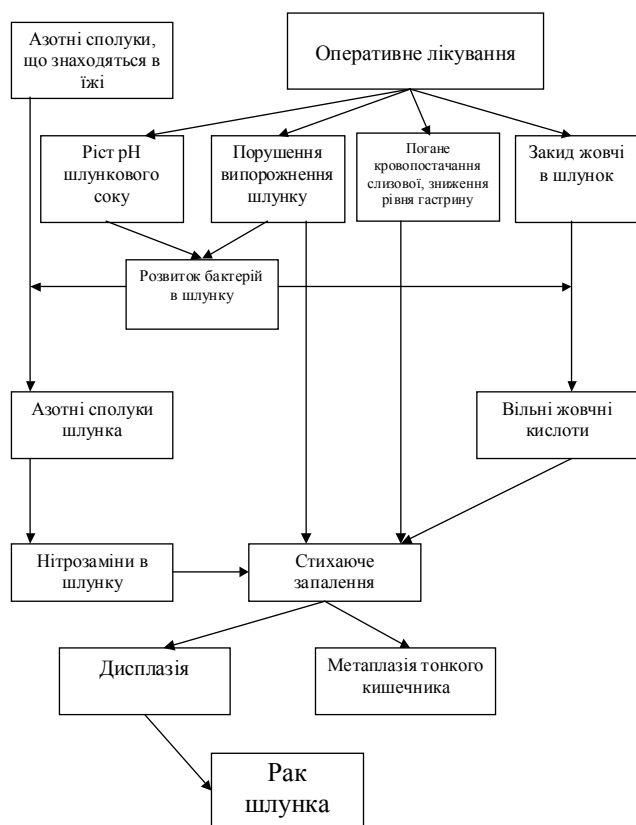 Азотні сполуки,
що знаходяться в
їжі
Оперативне лікування
Ріст pH
шлункового
соку
Порушення
випорожнення
шлунку
Погане
кровопостачання
слизової, зниження
рівня гастрину
Закид жовчі
в шлунок
Розвиток бактерій
в шлунку
Азотні сполуки
шлунка
Вільні жовчні
кислоти
Нітрозаміни в
шлунку
Стихаюче
запалення
Дисплазія
Метаплазія тонкого
кишечника
Рак
шлунка